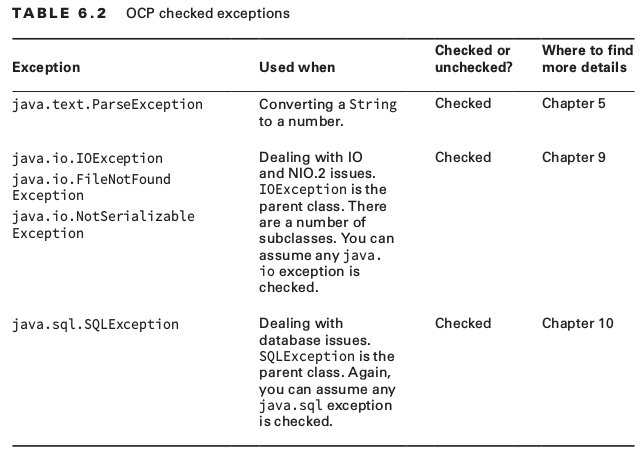 TABLE 6.2 OCP checked exceptions
Exception
Used when
Checked or
unchecked?
Where to find
more details
java.text.ParseException
Converting a String
to a number.
Checked
Chapter 5
java.io.IOException
java.io.FileNotFound
Exception
java.io.NotSerializable
Exception
Dealing with IO
and NIO.2 issues.
IOException is the
parent class. There
are a number of
subclasses. You can
assume any java.
io exception is
checked.
Checked
Chapter 9
java.sql.SQLException
Dealing with
database issues.
SQLException is the
parent class. Again,
you can assume any
java.sql exception
is checked.
Checked
Chapter 10